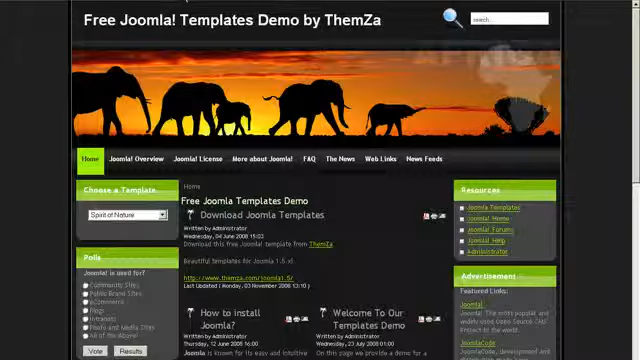 Free Joomla! Templates Demo by ThemZa
search...
Home
Joomla! Overview
Joomla! License
More about Joomla!
FAQ
The News
Web Links
News Feeds
Choose a Template
Spirit of Nature
Polls
Joomla! is used for?
Community Sites
Public Brand Sites
eCommerce
Blogs
Intranets
Photo and Media Sites
All of the Above!
Vote
Results
Home
Free Joomla Templates Demo
Download Joomla Templates
Written by Administrator
Wednesday, 04 June 2008 15:02
Download this free Joomla! template from ThemZa
Beautiful templates for Joomla 1.5.x!
http://www.themza.com/joomla1.5/
Last Updated ( Monday, 03 November 2008 13:10 )
How to install
Joomla?
Written by Administrator
Thursday, 12 June 2008 16:00
Joomla is known for its easy and intuitive
Welcome To Our
Templates Demo
Written by Administrator
Wednesday, 23 July 2008 01:00
On this page we provide a demo for a
Resources
Joomla Templates
Joomla! Home
Joomla! Forums
Joomla! Help
Administrator
Advertisement
Featured Links:
Joomla!
Joomla! The most popular and
widely used Open Source CMS
Project in the world.
JoomlaCode
JoomlaCode, development and